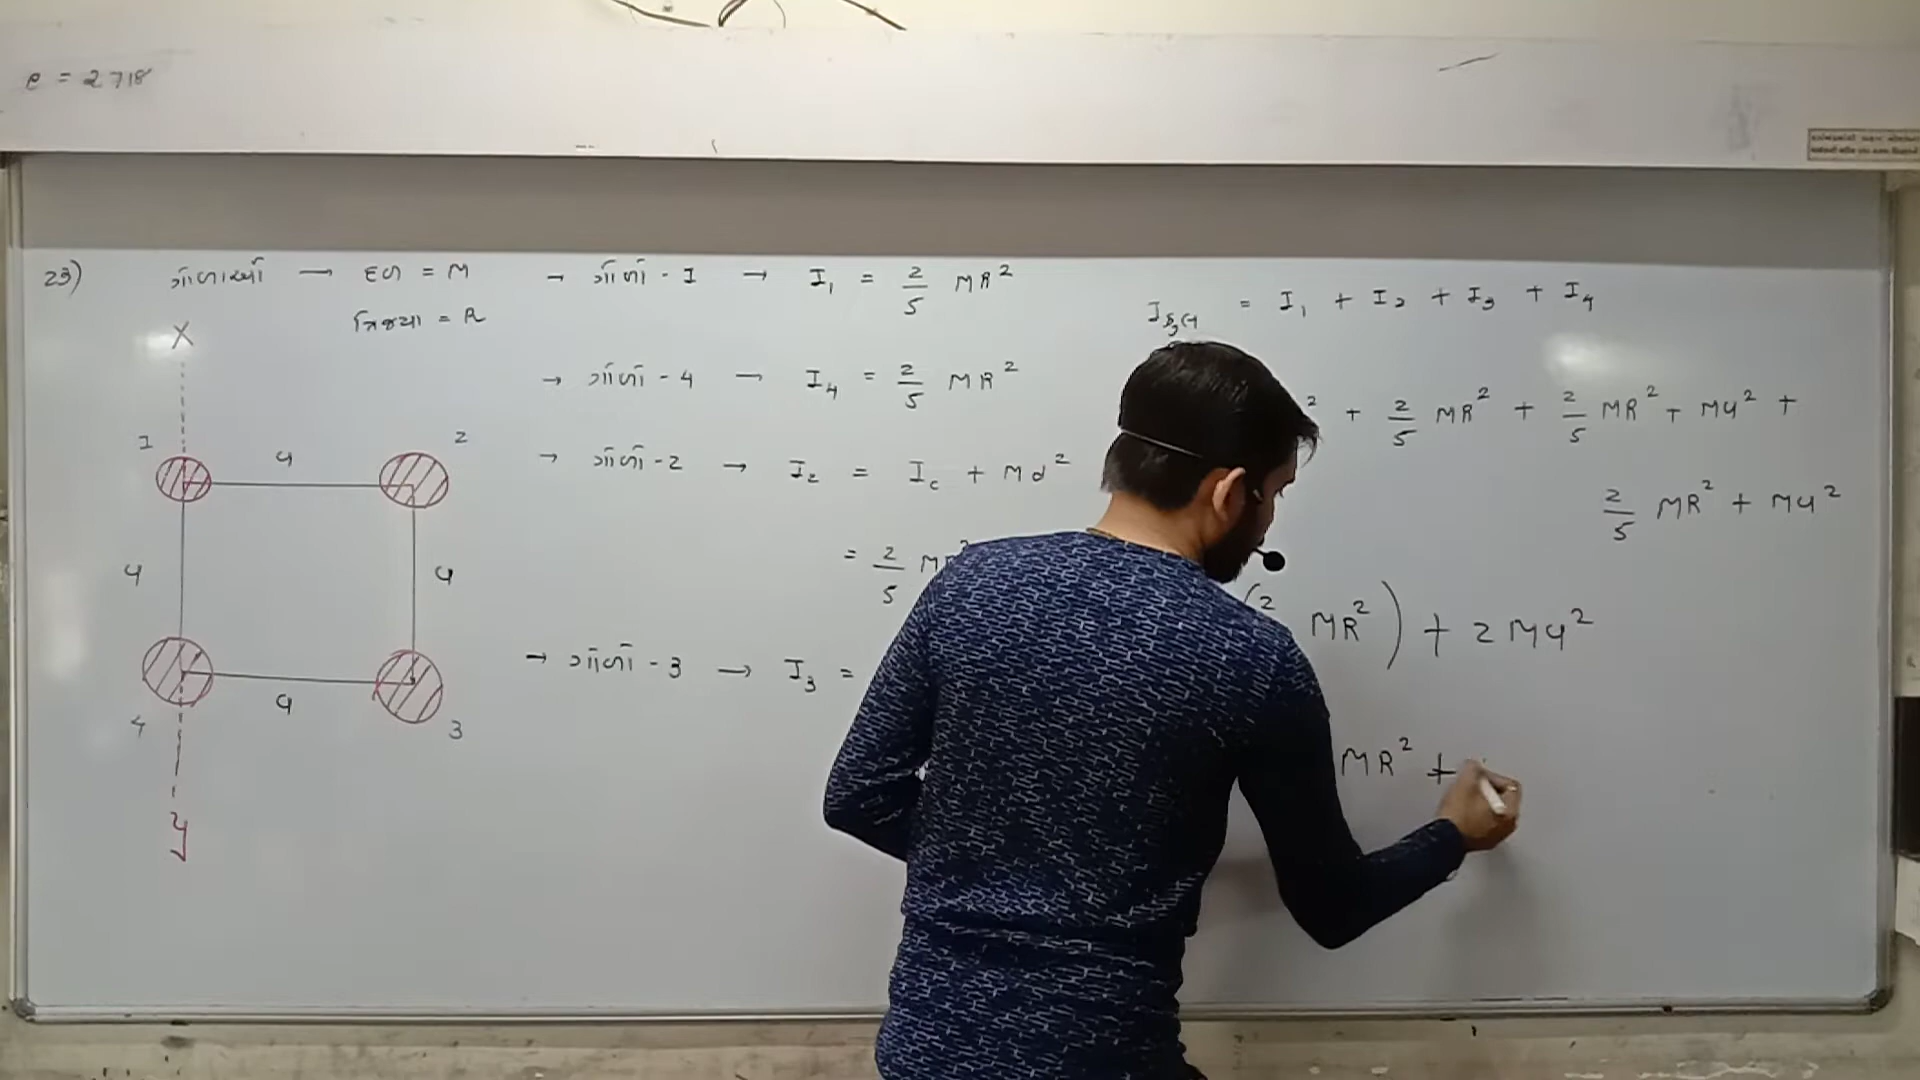 e = 2.718
23) ગોળાઓ → દળ = M
ત્રિજ્યા = R
X
1
2
a
a
a
4
a
3
y
→ ગોળો - 1 → I₁ = 2/5 MR²
→ ગોળો - 4 → I₄ = 2/5 MR²
→ ગોળો - 2 → I₂ = I_c + Md²
= 2/5
→ ગોળો - 3 → I₃ =
I કુલ = I₁ + I₂ + I₃ + I₄
² + 2/5 MR² + 2/5 MR² + Ma² +
2/5 MR² + Ma²
MR²) + 2Ma²
MR² +